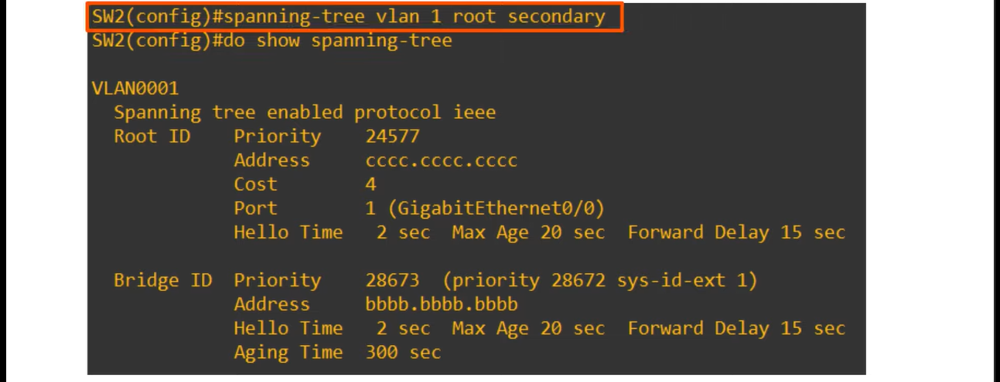 SW2(config)#spanning-tree vlan 1 root secondary
SW2(config)#do show spanning-tree
VLAN0001
Spanning tree enabled protocol ieee
Root ID Priority 24577
Address cccc.cccc.cccc
Cost 4
Port 1 (GigabitEthernet0/0)
Hello Time 2 sec Max Age 20 sec Forward Delay 15 sec
Bridge ID Priority 28673 (priority 28672 sys-id-ext 1)
Address bbbb.bbbb.bbbb
Hello Time 2 sec Max Age 20 sec Forward Delay 15 sec
Aging Time 300 sec